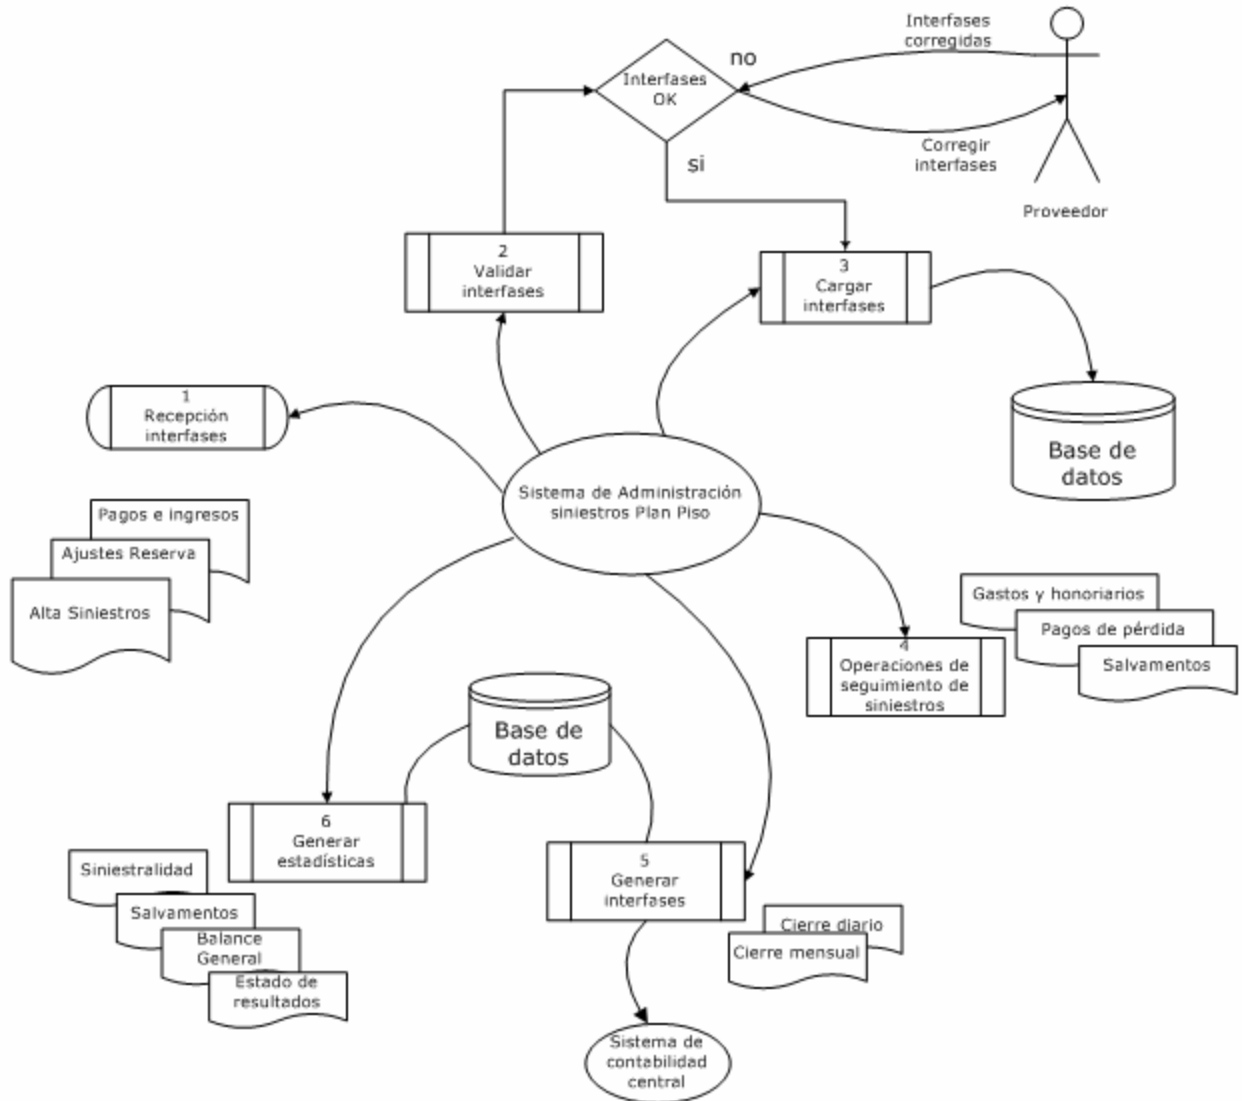 Interfases
corregidas
no
Interfases
OK
Corregir
interfases
si
Proveedor
2
Validar
interfases
3
Cargar
interfases
1
Recepción
interfases
Base de
datos
Sistema de Administración
siniestros Plan Piso
Pagos e ingresos
Ajustes Reserva
Alta Siniestros
Gastos y honoriarios
Pagos de pérdida
Salvamentos
4
Operaciones de
seguimiento de
siniestros
Base de
datos
6
Generar
estadísticas
5
Generar
interfases
Siniestralidad
Salvamentos
Balance
General
Estado de
resultados
Cierre diario
Cierre mensual
Sistema de
contabilidad
central